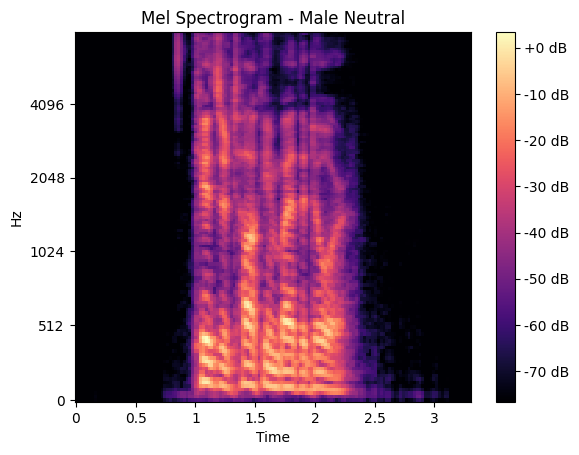 Mel Spectrogram - Male Neutral
Hz
4096
2048
1024
512
0
0
0.5
1
1.5
2
2.5
3
Time
+0 dB
-10 dB
-20 dB
-30 dB
-40 dB
-50 dB
-60 dB
-70 dB